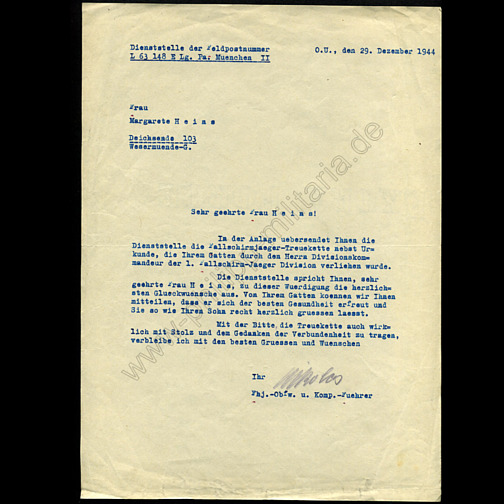 Dienststelle der Feldpostnummer
L 63 148 E Lg. Pa: Muenchen II
O.U., den 29. Dezember 1944
Frau
Margarete H e i n s
Deichsende 103
Wesermuende-G.
Sehr geehrte Frau H e i n s!
In der Anlage uebersendet Ihnen die
Dienststelle die Fallschirmjaeger-Treuekette nebst Ur=
kunde, die Ihrem Gatten durch den Herrn Divisionskom=
mandeur der 1. Fallschirm-Jaeger Division verliehen wurde.
Die Dienststelle spricht Ihnen, sehr
geehrte Frau H e i n s, zu dieser Wuerdigung die herzlich=
sten Glueckwuensche aus. Von Ihrem Gatten koennen wir Ihnen
mitteilen, dass er sich der besten Gesundheit erfreut und
Sie so wie Ihren Sohn recht herzlich gruessen laesst.
Mit der Bitte, die Treuekette auch wirk=
lich mit Stolz und dem Gedanken der Verbundenheit zu tragen,
verbleibe ich mit den besten Gruessen und Wuenschen
Ihr
Fhj.-Obfw. u. Komp.-Fuehrer